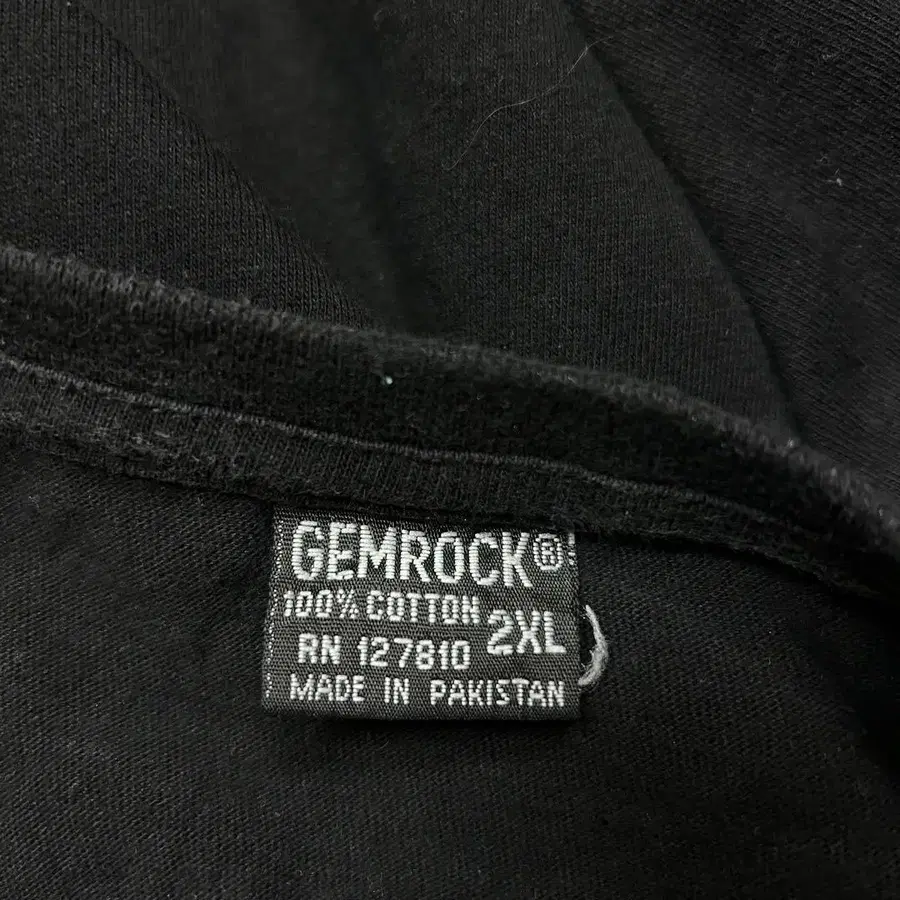 GEMROCK®
100% COTTON
2XL
RN 127810
MADE IN PAKISTAN